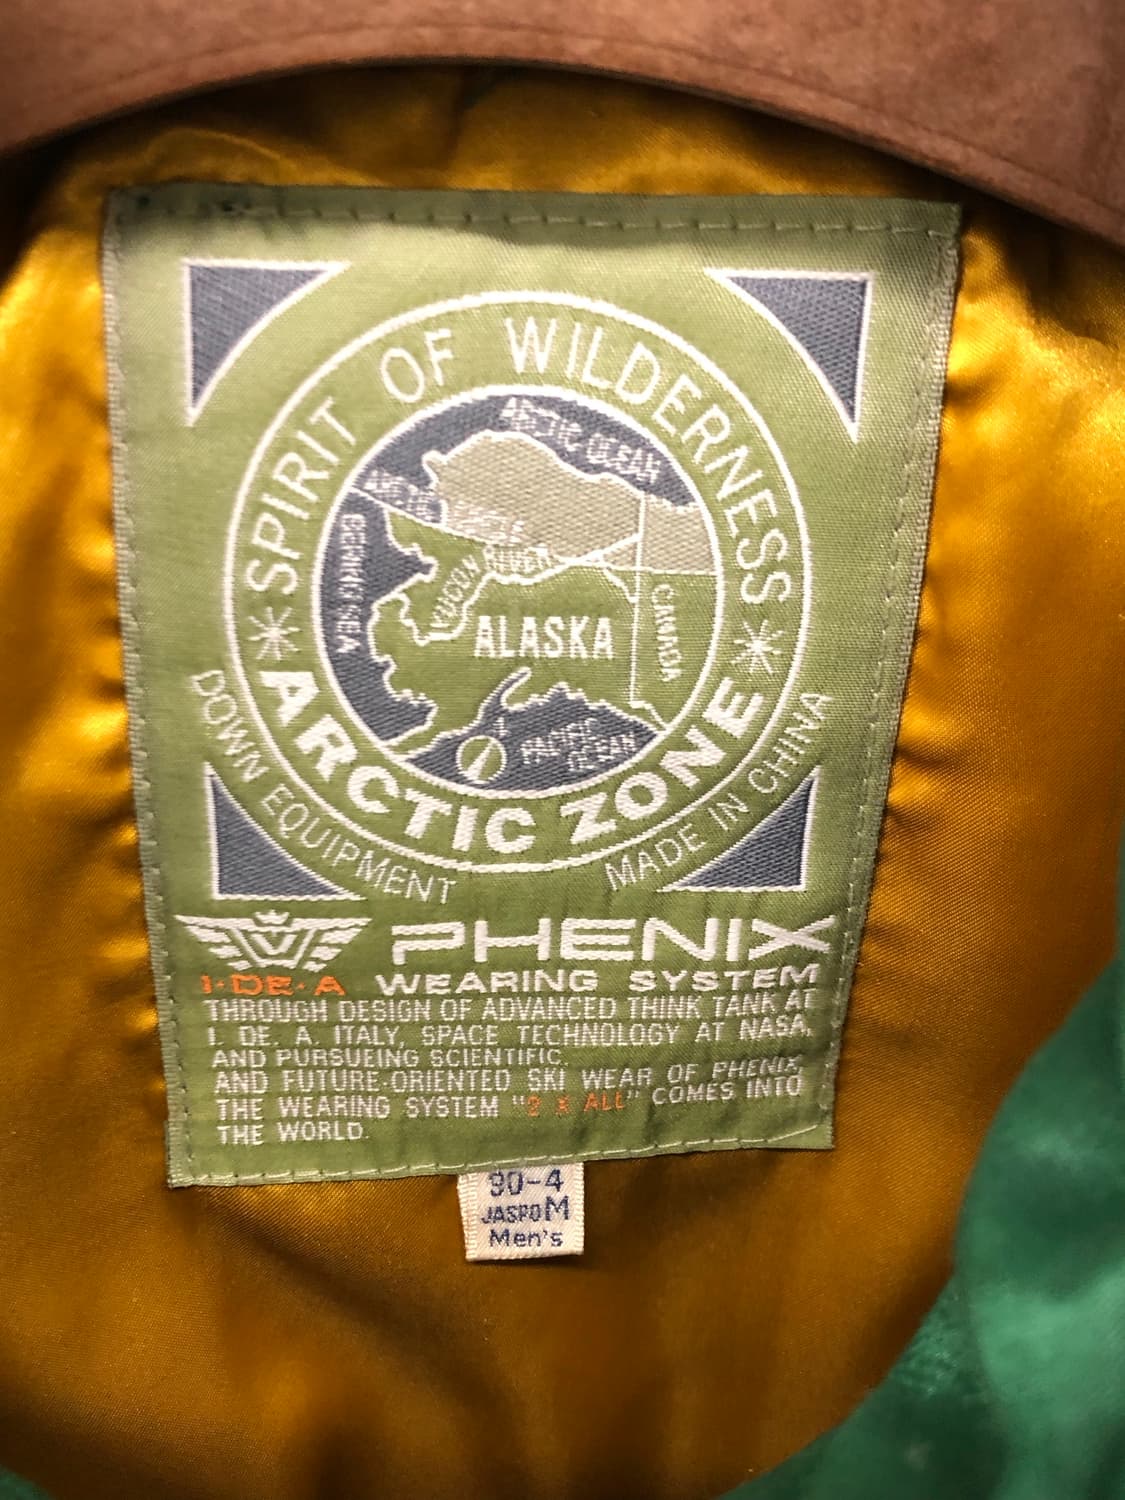 SPIRIT OF WILDERNESS
ARCTIC OCEAN
ARCTIC CIRCLE
BERING SEA
YUCON RIVER
ALASKA
CANADA
PACIFIC
OCEAN
ARCTIC ZONE
DOWN EQUIPMENT
MADE IN CHINA
PHENIX
I·DE·A WEARING SYSTEM
THROUGH DESIGN OF ADVANCED THINK TANK AT
I. DE. A. ITALY, SPACE TECHNOLOGY AT NASA,
AND PURSUEING SCIENTIFIC,
AND FUTURE-ORIENTED SKI WEAR OF PHENIX,
THE WEARING SYSTEM "2 X ALL" COMES INTO
THE WORLD.
90-4
JASPO M
Men's